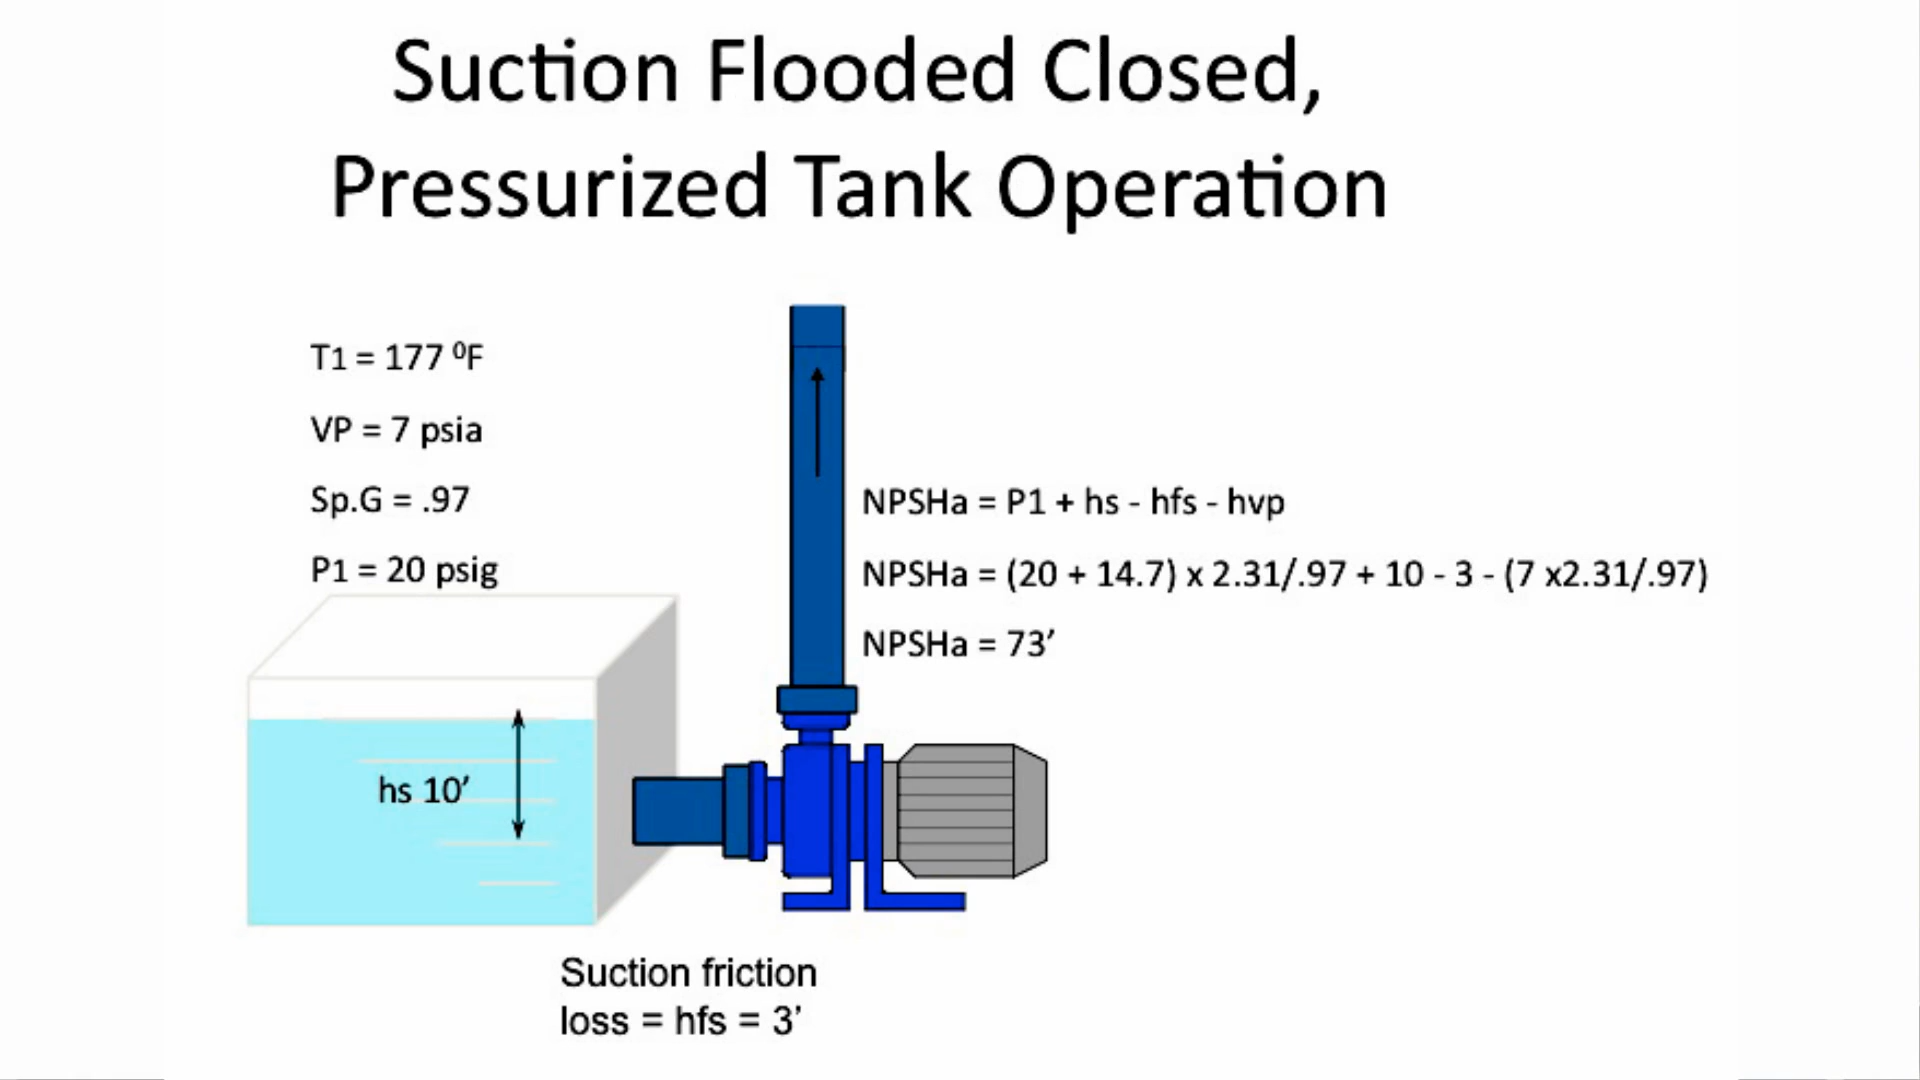 Suction Flooded Closed,
Pressurized Tank Operation
T1 = 177 ⁰F
VP = 7 psia
Sp.G = .97
P1 = 20 psig
NPSHa = P1 + hs - hfs - hvp
NPSHa = (20 + 14.7) x 2.31/.97 + 10 - 3 - (7 x2.31/.97)
NPSHa = 73’
hs 10’
Suction friction
loss = hfs = 3’